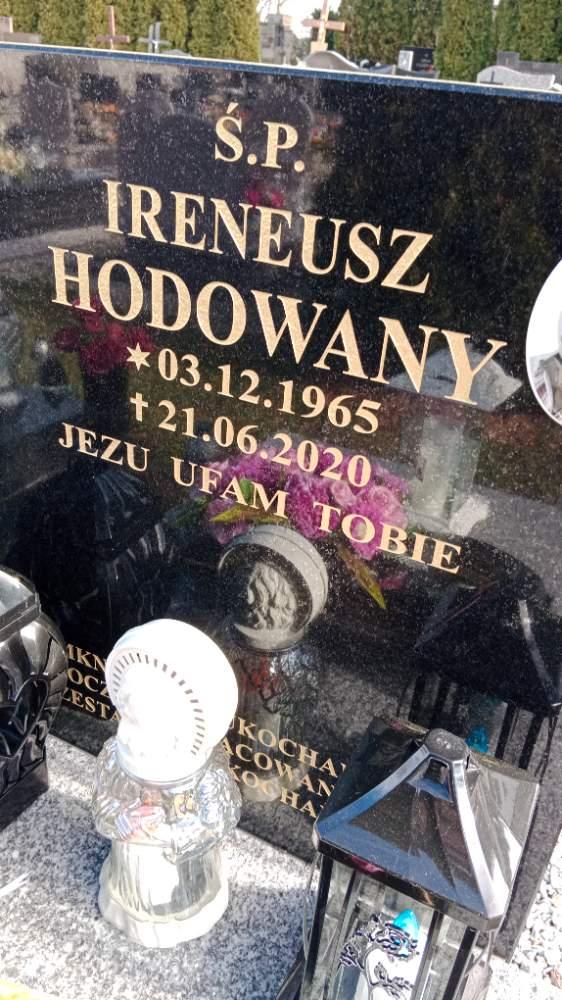 Ś.P.
IRENEUSZ
HODOWANY
★03.12.1965
✝21.06.2020
JEZU UFAM TOBIE